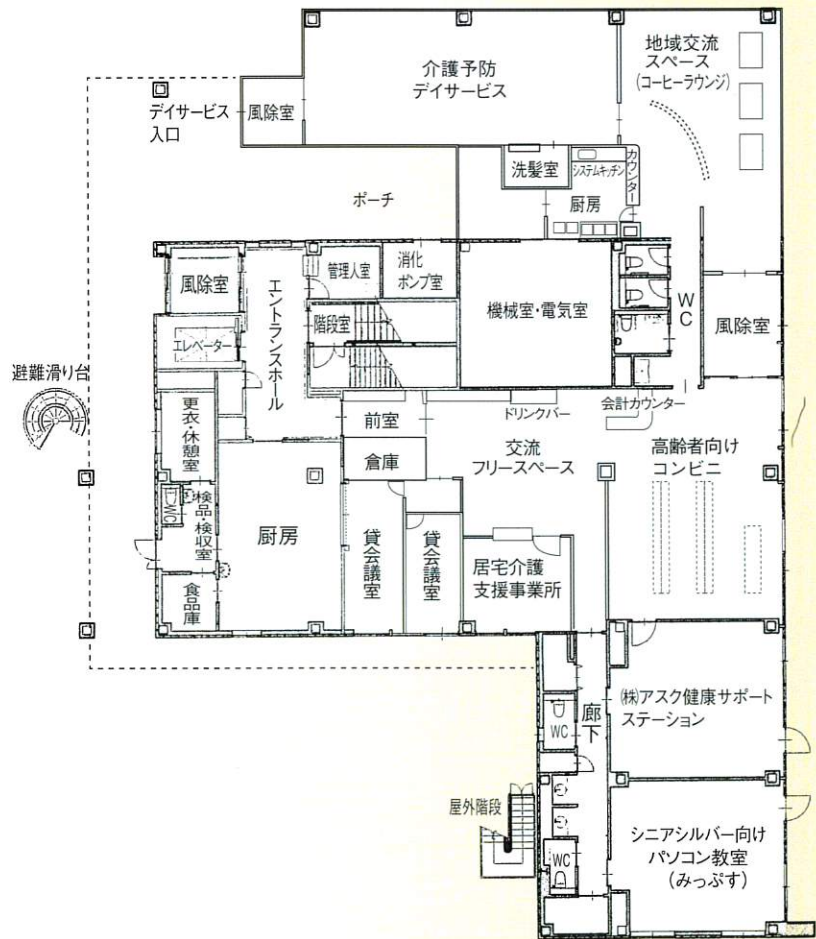 地域交流
スペース
(コーヒーラウンジ)
介護予防
デイサービス
デイサービス
入口
風除室
洗髪室
システムキッチン
カウンター
厨房
ポーチ
風除室
エントランスホール
管理人室
消化
ポンプ室
機械室・電気室
WC
風除室
階段室
エレベーター
避難滑り台
更衣・休憩室
前室
ドリンクバー
会計カウンター
倉庫
交流
フリースペース
高齢者向け
コンビニ
WC
検品・検収室
厨房
貸会議室
貸会議室
居宅介護
支援事業所
食品庫
(株)アスク健康サポート
ステーション
廊下
WC
屋外階段
WC
シニアシルバー向け
パソコン教室
(みっぷす)